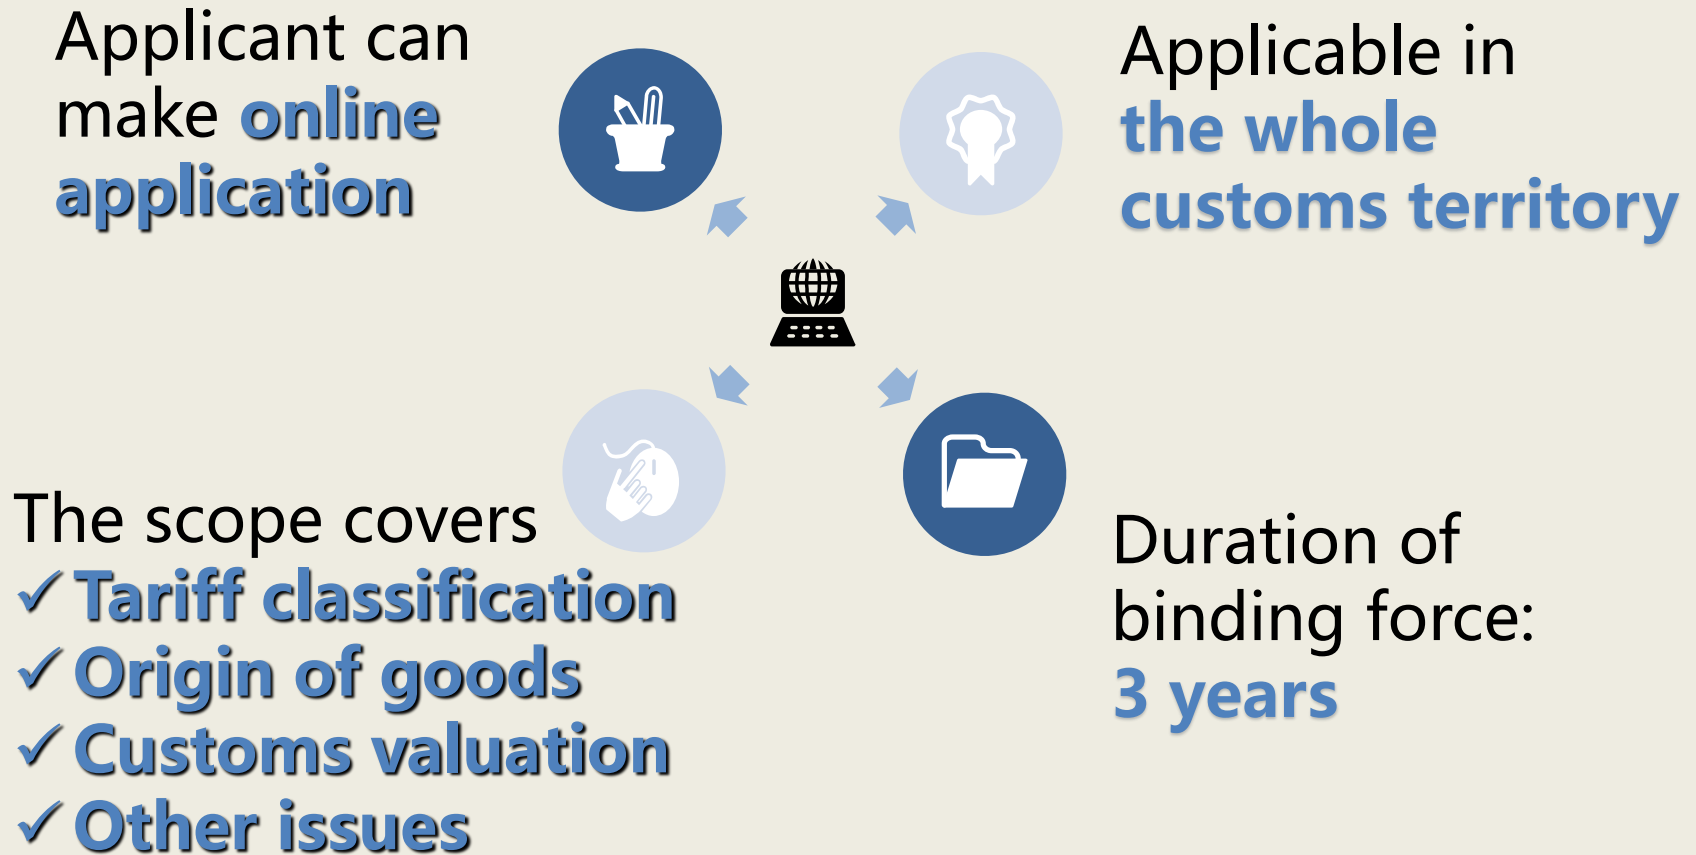 Applicant can
make online
application
Applicable in
the whole
customs territory
The scope covers
✓ Tariff classification
✓ Origin of goods
✓ Customs valuation
✓ Other issues
Duration of
binding force:
3 years